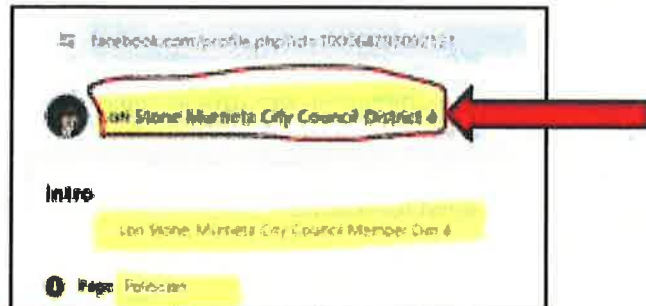 facebook.com/profile.php?id=
Lori Stone Murrieta City Council District 4
Intro
Lori Stone, Murrieta City Council Member Dist 4
Page Politician